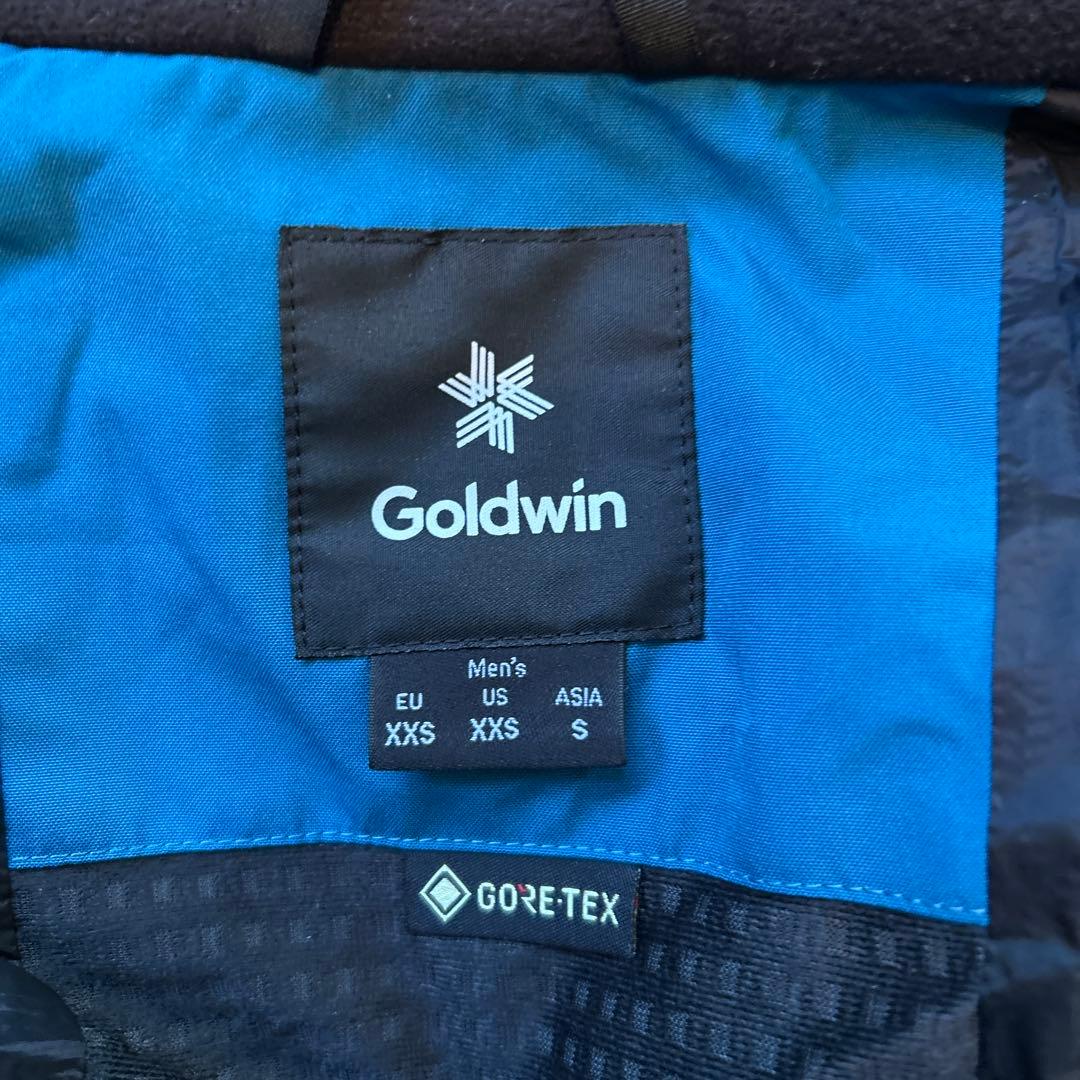 Goldwin
Men's
EU US ASIA
XXS XXS S
GORE-TEX